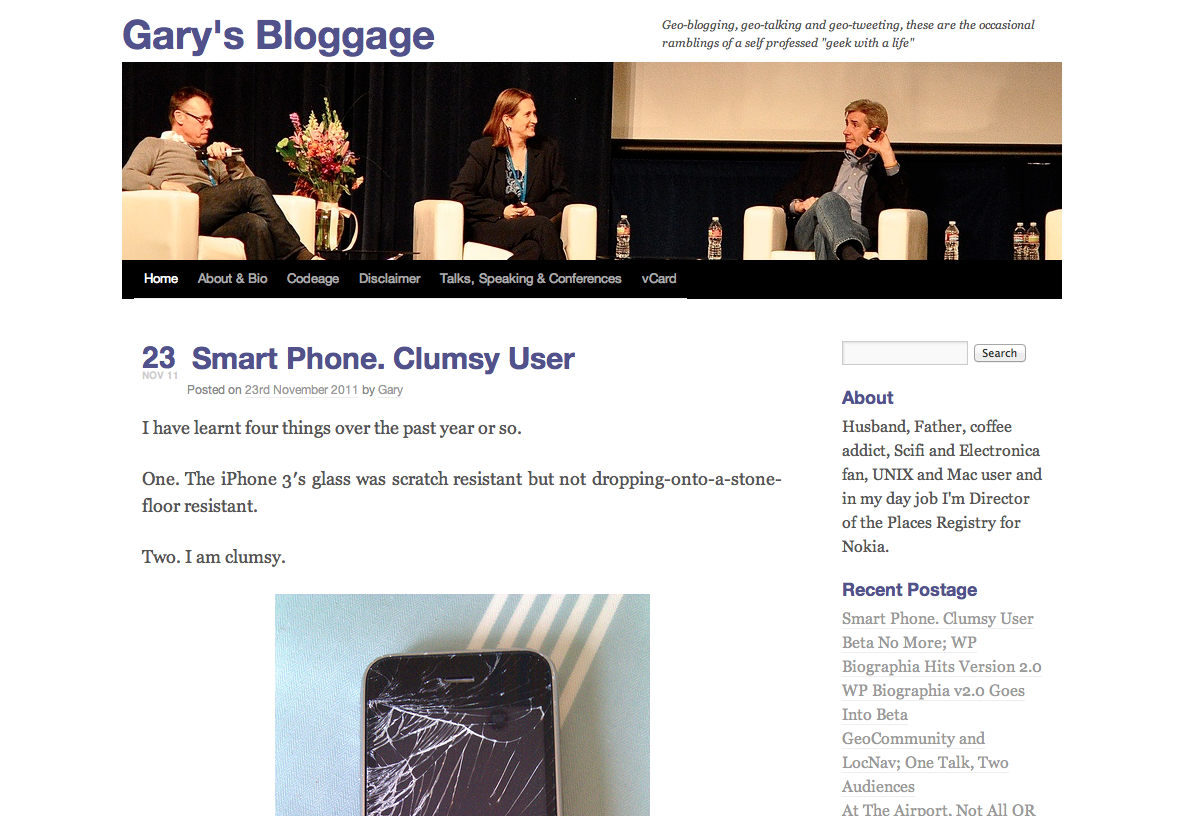 Gary's Bloggage
Geo-blogging, geo-talking and geo-tweeting, these are the occasional
ramblings of a self professed "geek with a life"
Home About & Bio Codeage Disclaimer Talks, Speaking & Conferences vCard
23 Smart Phone. Clumsy User
NOV 11
Posted on 23rd November 2011 by Gary
I have learnt four things over the past year or so.
One. The iPhone 3′s glass was scratch resistant but not dropping-onto-a-stone-
floor resistant.
Two. I am clumsy.
Search
About
Husband, Father, coffee
addict, Scifi and Electronica
fan, UNIX and Mac user and
in my day job I'm Director
of the Places Registry for
Nokia.
Recent Postage
Smart Phone. Clumsy User
Beta No More; WP
Biographia Hits Version 2.0
WP Biographia v2.0 Goes
Into Beta
GeoCommunity and
LocNav; One Talk, Two
Audiences
At The Airport, Not All OR